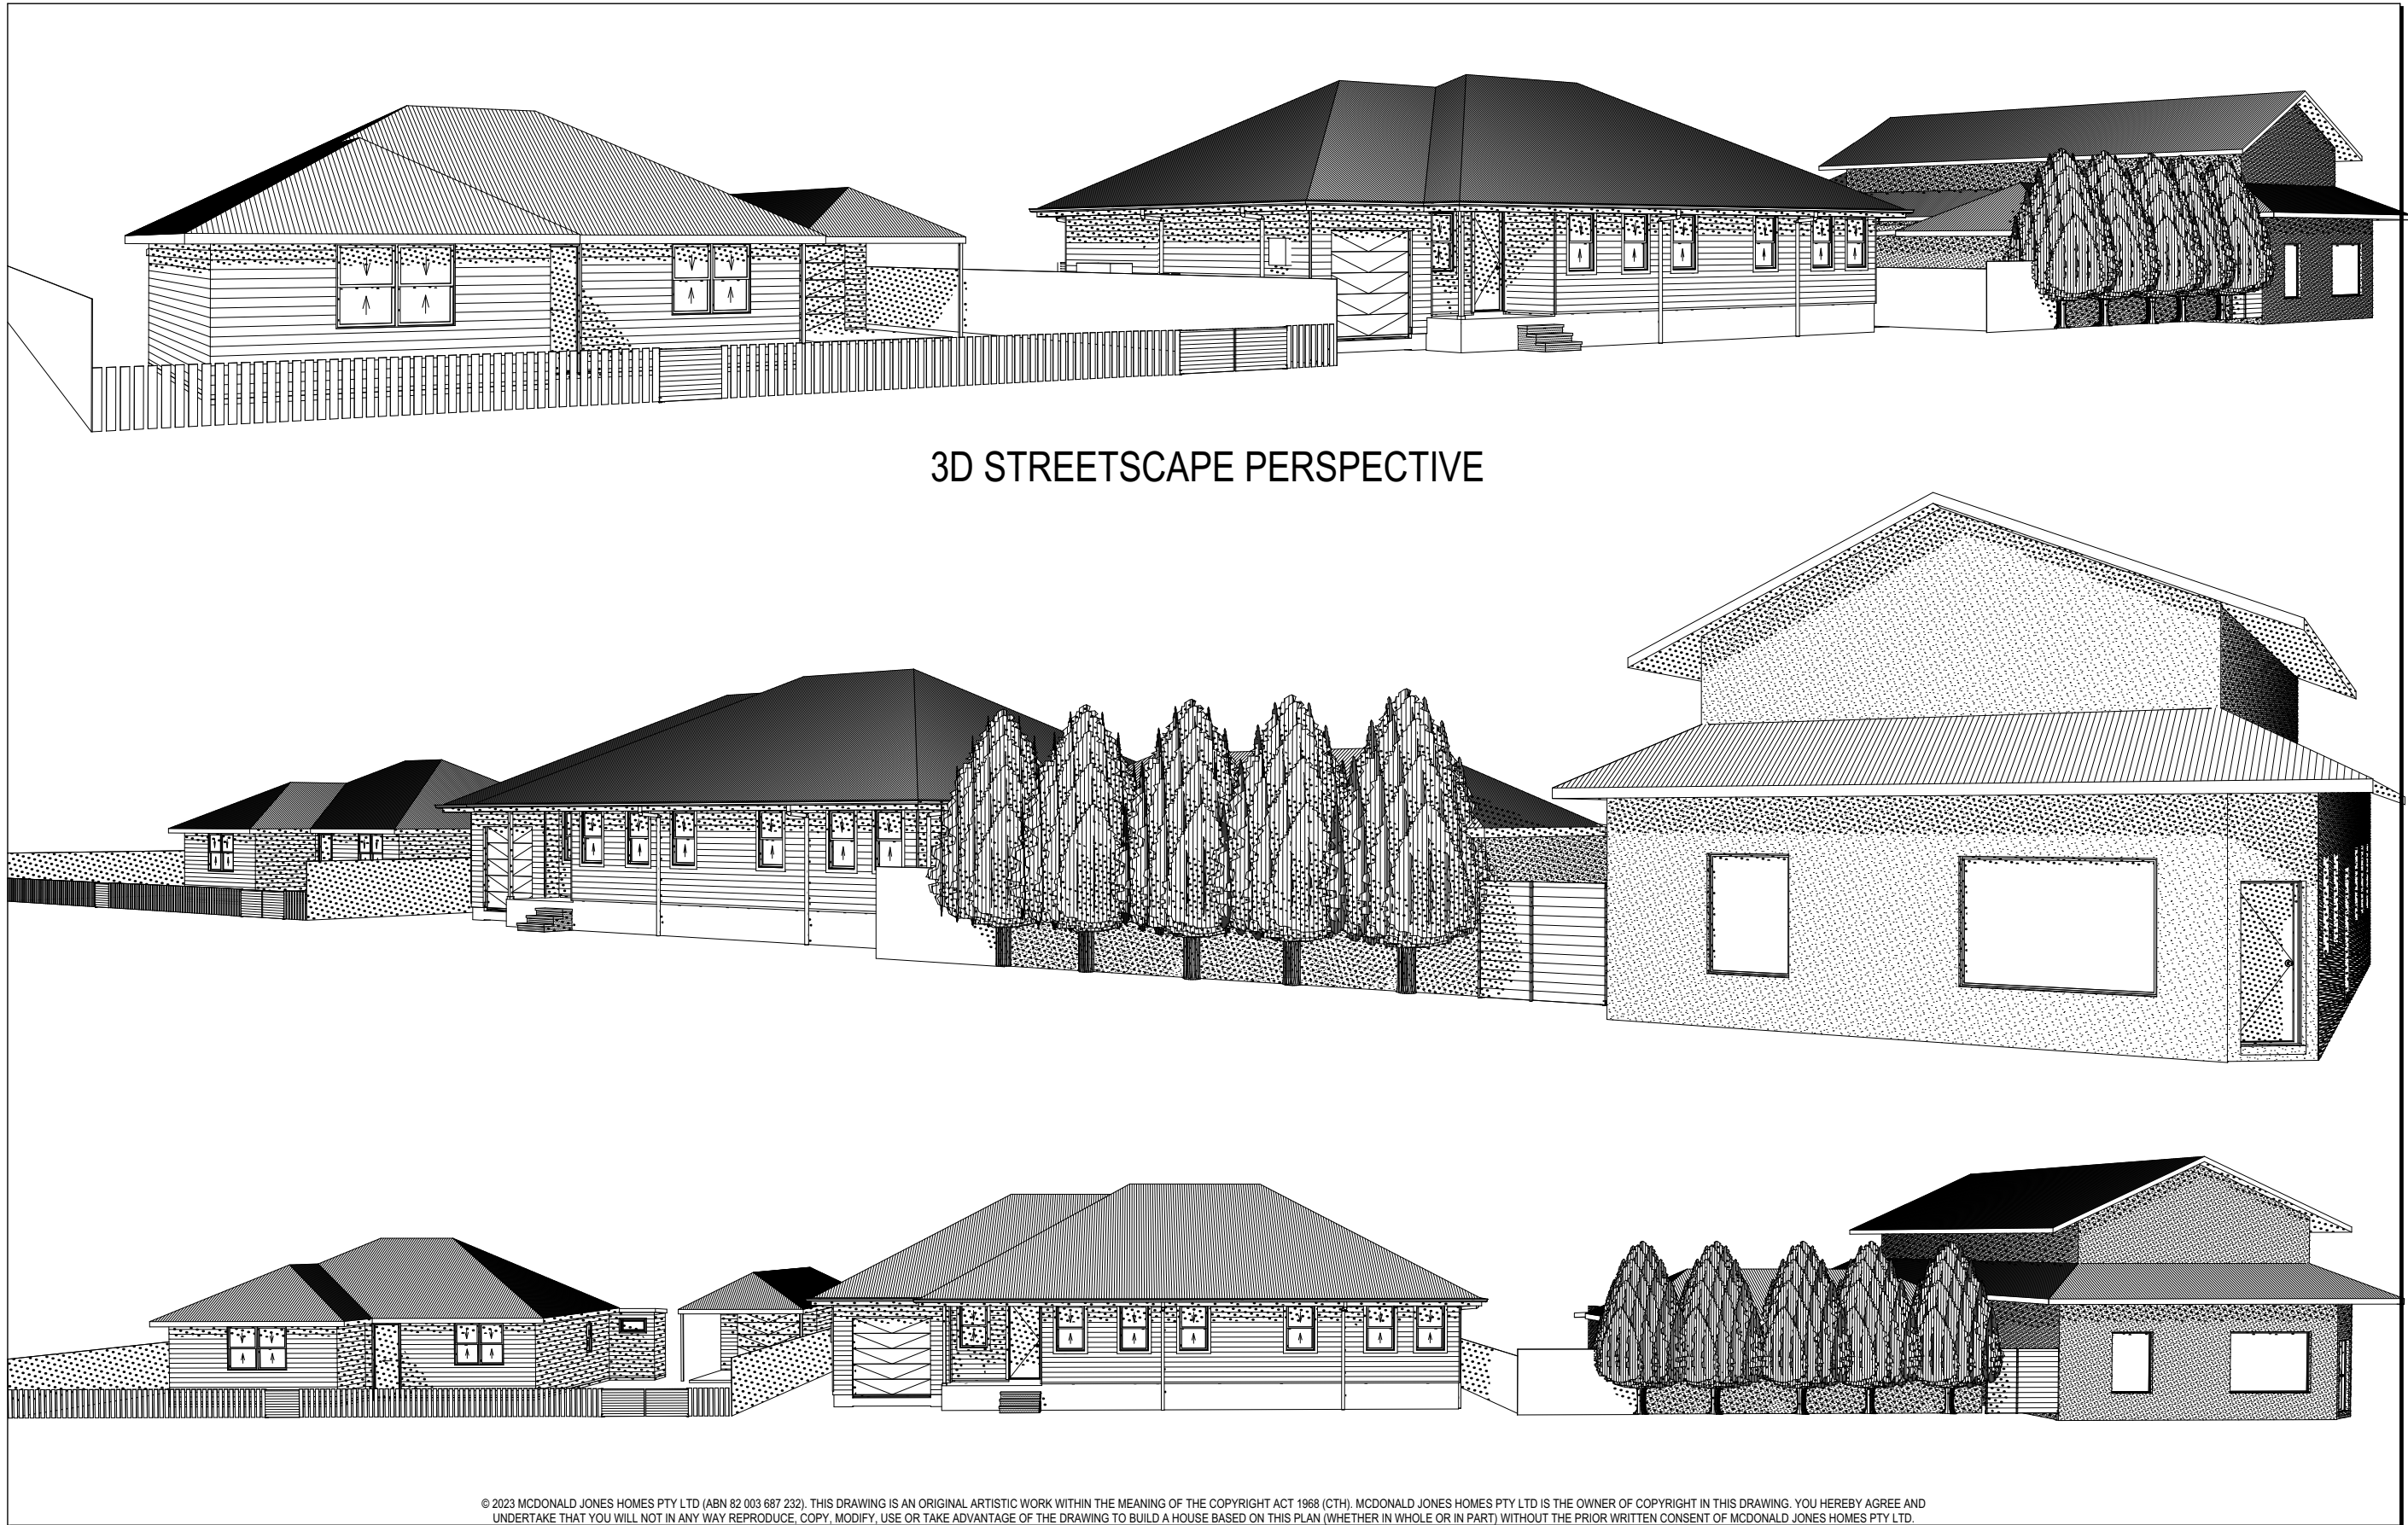 3D STREETSCAPE PERSPECTIVE
© 2023 MCDONALD JONES HOMES PTY LTD (ABN 82 003 687 232). THIS DRAWING IS AN ORIGINAL ARTISTIC WORK WITHIN THE MEANING OF THE COPYRIGHT ACT 1968 (CTH). MCDONALD JONES HOMES PTY LTD IS THE OWNER OF COPYRIGHT IN THIS DRAWING. YOU HEREBY AGREE AND
UNDERTAKE THAT YOU WILL NOT IN ANY WAY REPRODUCE, COPY, MODIFY, USE OR TAKE ADVANTAGE OF THE DRAWING TO BUILD A HOUSE BASED ON THIS PLAN (WHETHER IN WHOLE OR IN PART) WITHOUT THE PRIOR WRITTEN CONSENT OF MCDONALD JONES HOMES PTY LTD.